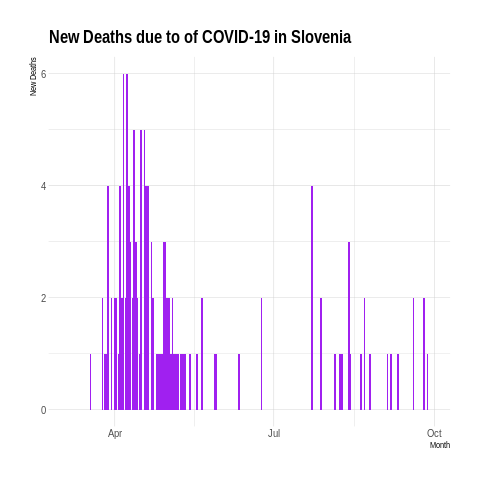 New Deaths due to of COVID-19 in Slovenia
New Deaths
6
4
2
0
Apr
Jul
Oct
Month